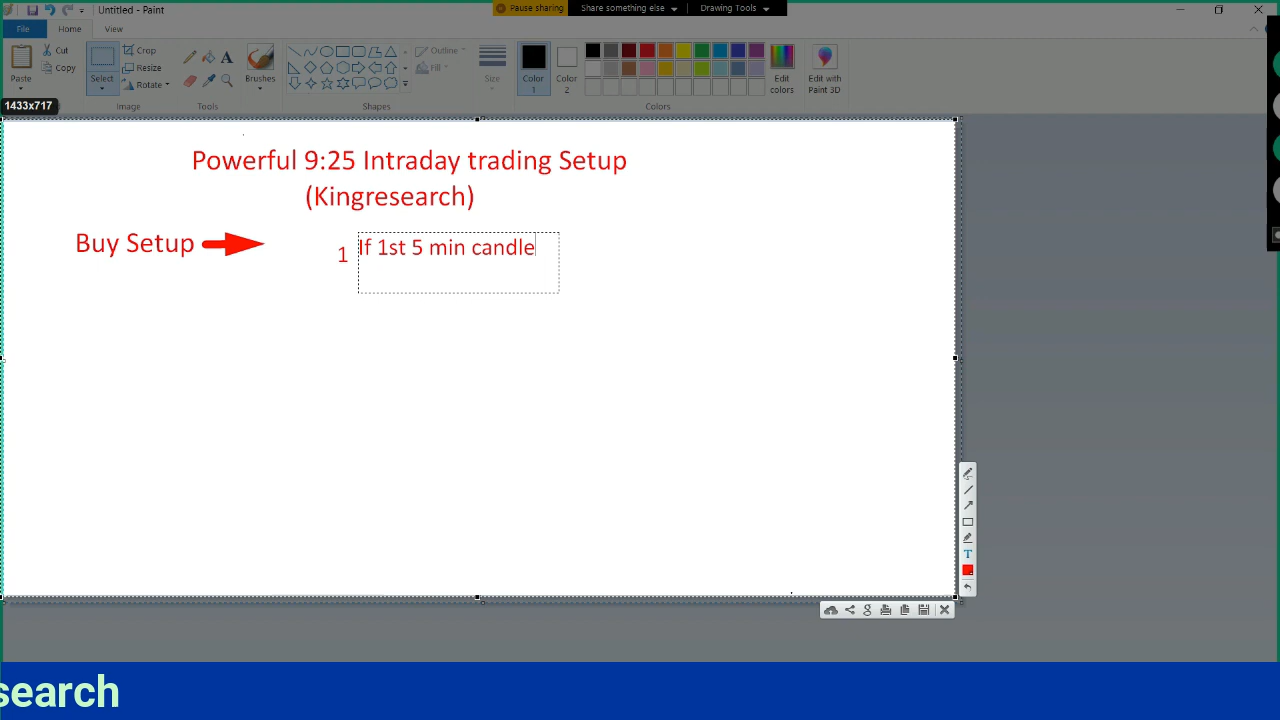 Untitled - Paint
Pause sharing
Share something else
Drawing Tools
File
Home
View
Paste
Cut
Copy
Select
Crop
Resize
Rotate
Image
A
Tools
Brushes
Shapes
Outline
Fill
Size
Color 1
Color 2
Colors
Edit colors
Edit with Paint 3D
1433x717
Powerful 9:25 Intraday trading Setup
(Kingresearch)
Buy Setup
1 If 1st 5 min candle
T
g
search